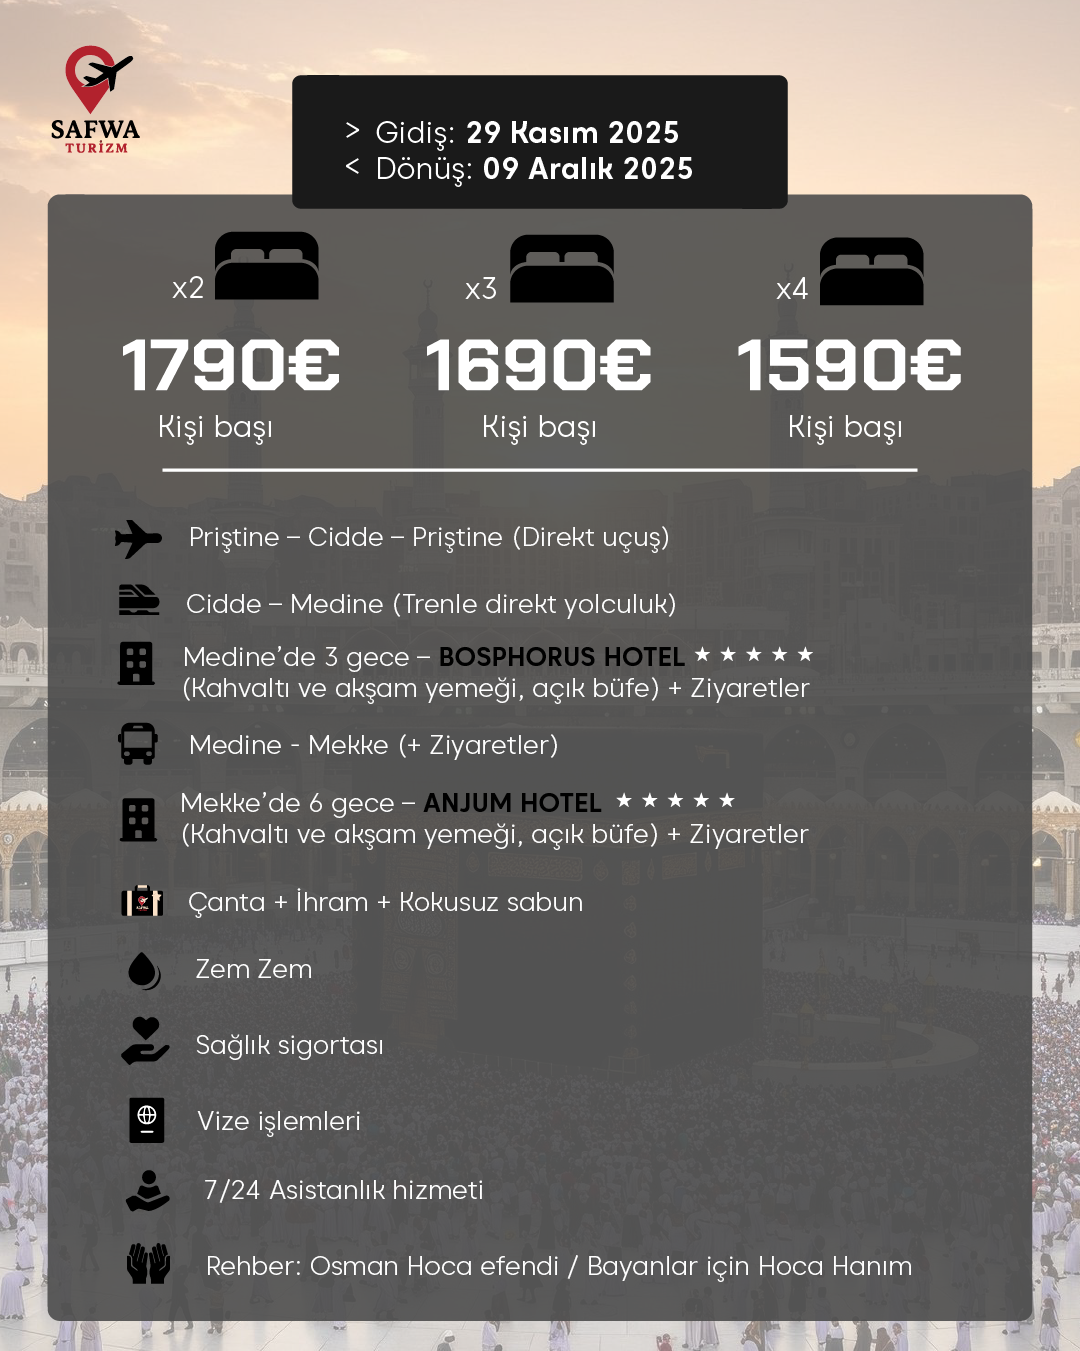 SAFWA
TURİZM
> Gidiş: 29 Kasım 2025
< Dönüş: 09 Aralık 2025
x2
x3
x4
1790€
1690€
1590€
Kişi başı
Kişi başı
Kişi başı
Priştine – Cidde – Priştine (Direkt uçuş)
Cidde – Medine (Trenle direkt yolculuk)
Medine’de 3 gece – BOSPHORUS HOTEL ★ ★ ★ ★ ★
(Kahvaltı ve akşam yemeği, açık büfe) + Ziyaretler
Medine - Mekke (+ Ziyaretler)
Mekke’de 6 gece – ANJUM HOTEL ★ ★ ★ ★ ★
(Kahvaltı ve akşam yemeği, açık büfe) + Ziyaretler
Çanta + İhram + Kokusuz sabun
Zem Zem
Sağlık sigortası
Vize işlemleri
7/24 Asistanlık hizmeti
Rehber: Osman Hoca efendi / Bayanlar için Hoca Hanım